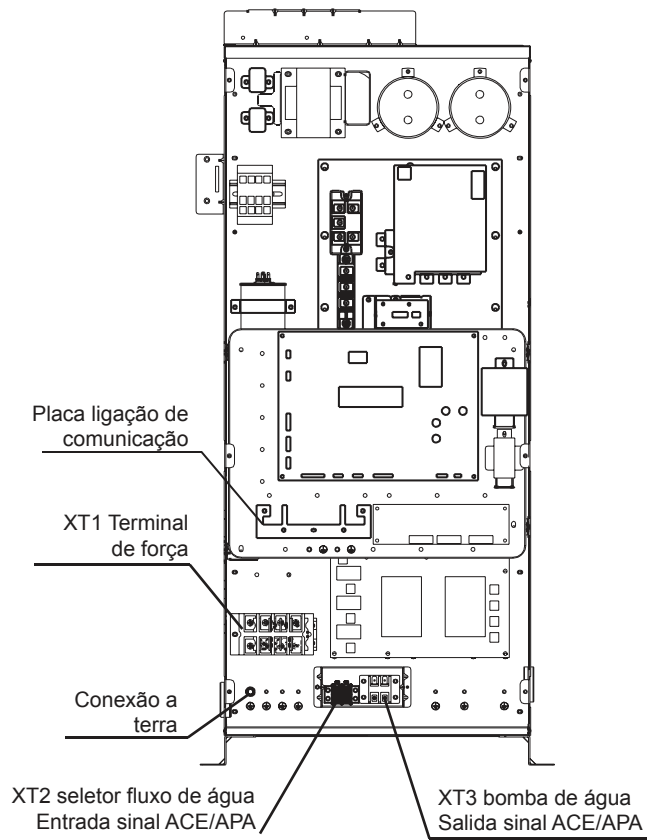 Placa ligação de
comunicação
XT1 Terminal
de força
Conexão a
terra
XT2 seletor fluxo de água
Entrada sinal ACE/APA
XT3 bomba de água
Salida sinal ACE/APA